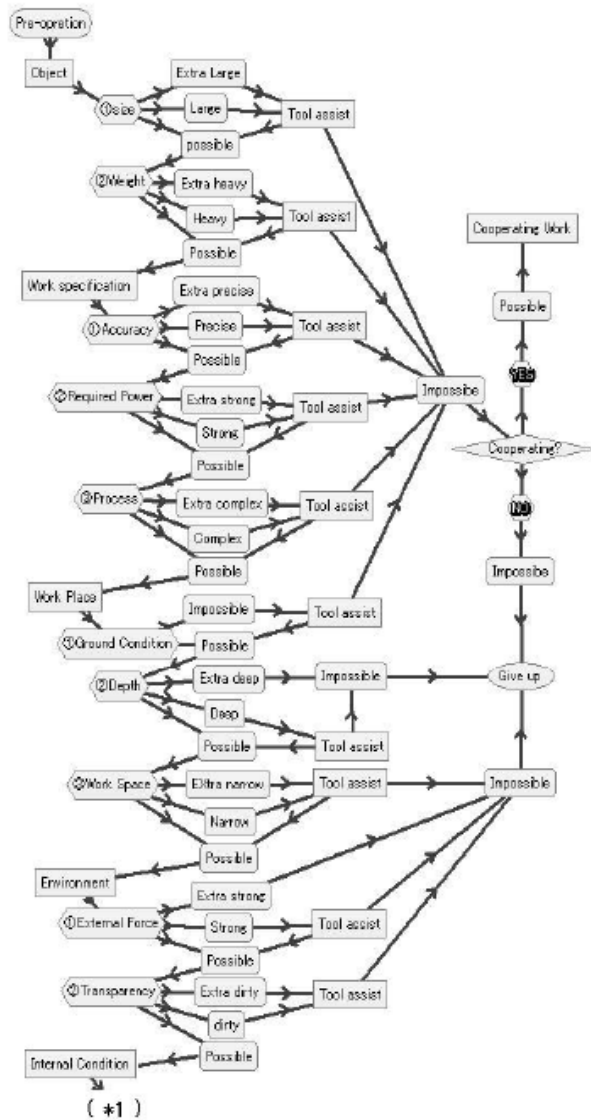 Pre-opretion
Object
Extra Large
①size
Large
Tool assist
possible
②Weight
Extra heavy
Heavy
Tool assist
Possible
Cooperating Work
Work specification
Extra precise
①Accuracy
Precise
Tool assist
Possible
Possible
YES
②Required Power
Extra strong
Tool assist
Impossibe
Strong
Possible
Cooperating?
③Process
Extra complex
Tool assist
Complex
NO
Possible
Impossibe
Work Place
Impossible
Tool assist
①Ground Condition
Possible
②Depth
Extra deep
Impossible
Give up
Deep
Possible
Tool assist
③Work Space
EXtra narrow
Tool assist
Impossible
Narrow
Possible
Environment
Extra strong
①External Force
Strong
Tool assist
Possible
②Transparency
Extra dirty
Tool assist
dirty
Possible
Internal Condition
( *1 )